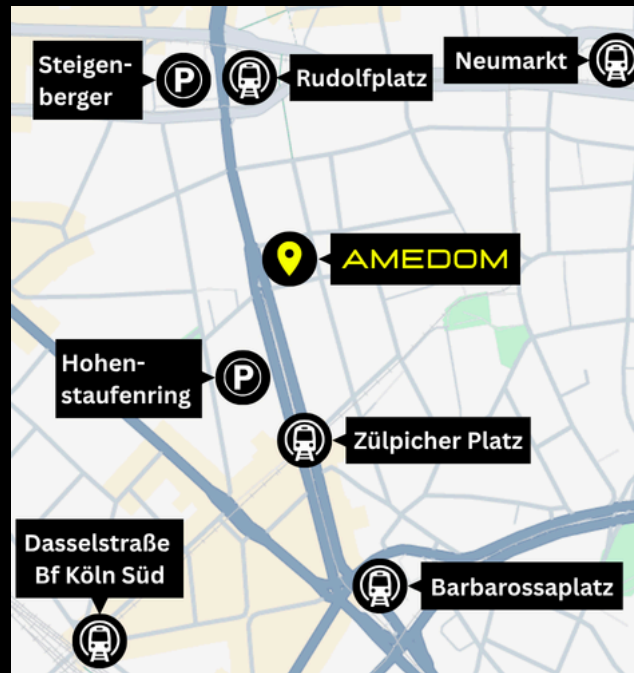 Steigen-
berger
P
Rudolfplatz
Neumarkt
AMEDOM
Hohen-
staufenring
P
Zülpicher Platz
Dasselstraße
Bf Köln Süd
Barbarossaplatz